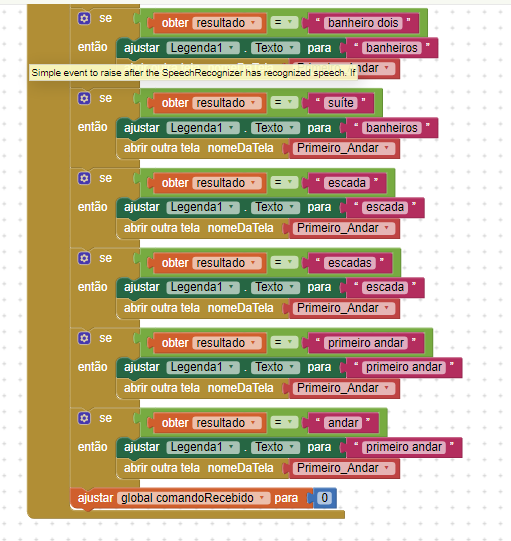 se obter resultado = " banheiro dois "
então ajustar Legenda1 . Texto para " banheiros "
Simple event to raise after the SpeechRecognizer has recognized speech. If
Primeiro_Andar
se obter resultado = " suíte "
então ajustar Legenda1 . Texto para " banheiros "
abrir outra tela nomeDaTela Primeiro_Andar
se obter resultado = " escada "
então ajustar Legenda1 . Texto para " escada "
abrir outra tela nomeDaTela Primeiro_Andar
se obter resultado = " escadas "
então ajustar Legenda1 . Texto para " escada "
abrir outra tela nomeDaTela Primeiro_Andar
se obter resultado = " primeiro andar "
então ajustar Legenda1 . Texto para " primeiro andar "
abrir outra tela nomeDaTela Primeiro_Andar
se obter resultado = " andar "
então ajustar Legenda1 . Texto para " primeiro andar "
abrir outra tela nomeDaTela Primeiro_Andar
ajustar global comandoRecebido para 0